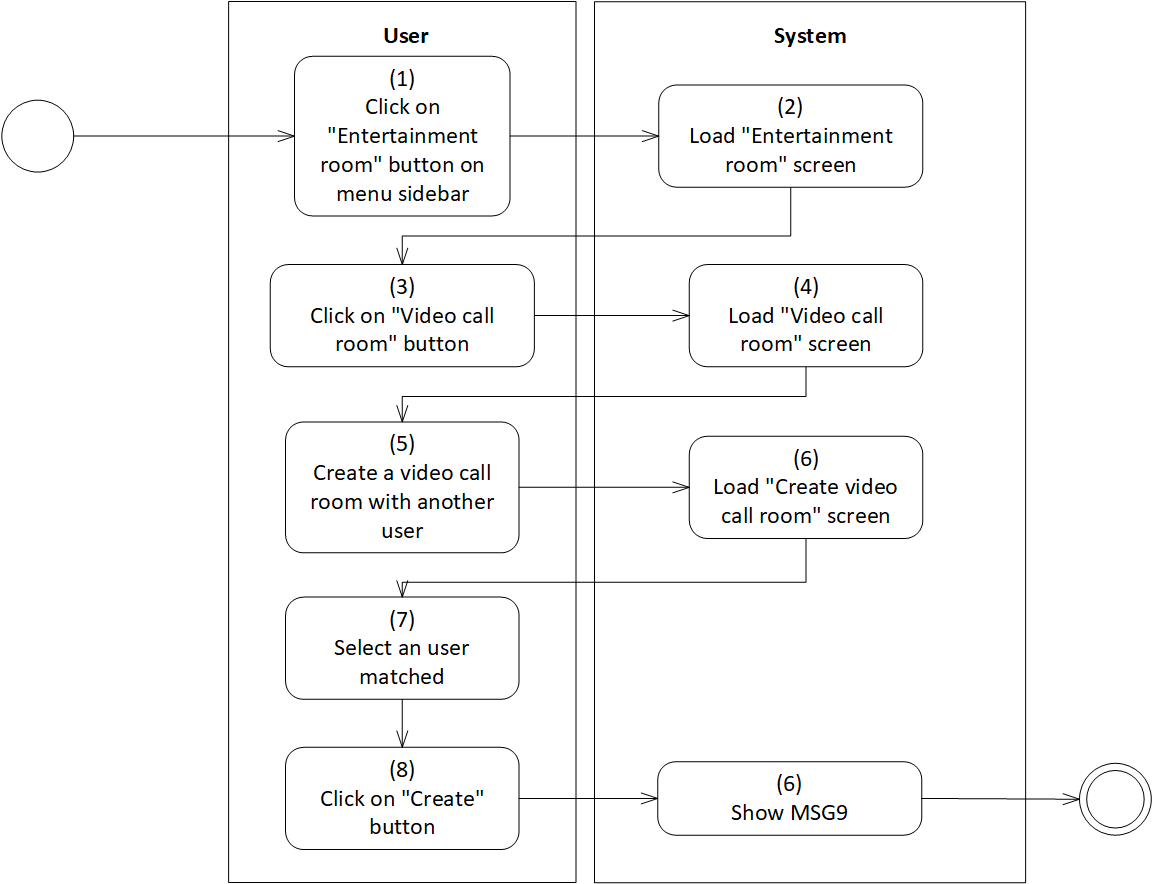 User
System
(1)
Click on
"Entertainment
room" button on
menu sidebar
(2)
Load "Entertainment
room" screen
(3)
Click on "Video call
room" button
(4)
Load "Video call
room" screen
(5)
Create a video call
room with another
user
(6)
Load "Create video
call room" screen
(7)
Select an user
matched
(8)
Click on "Create"
button
(6)
Show MSG9